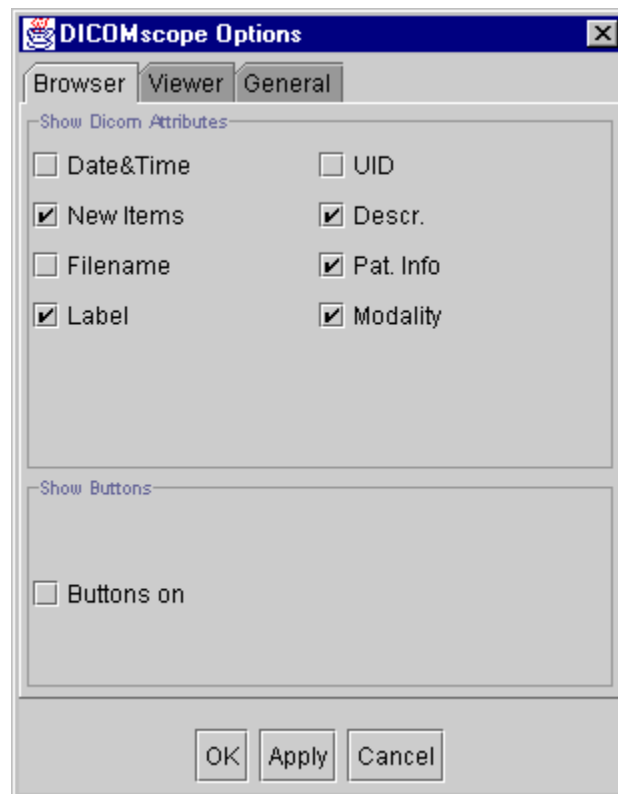 DICOMscope Options
Browser Viewer General
Show Dicom Attributes
Date&Time UID
New Items Descr.
Filename Pat. Info
Label Modality
Show Buttons
Buttons on
OK Apply Cancel